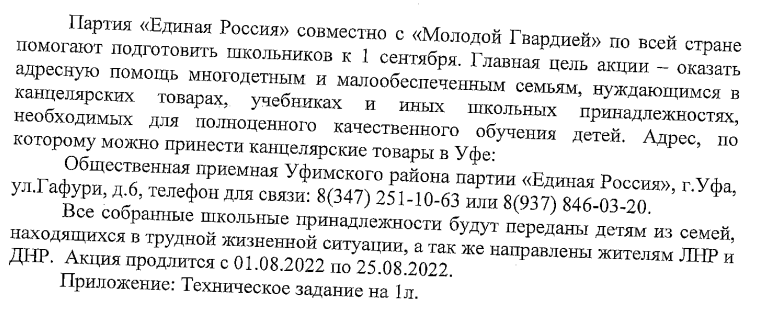 Партия «Единая Россия» совместно с «Молодой Гвардией» по всей стране
помогают подготовить школьников к 1 сентября. Главная цель акции – оказать
адресную помощь многодетным и малообеспеченным семьям, нуждающимся в
канцелярских товарах, учебниках и иных школьных принадлежностях,
необходимых для полноценного качественного обучения детей. Адрес, по
которому можно принести канцелярские товары в Уфе:
Общественная приемная Уфимского района партии «Единая Россия», г.Уфа,
ул.Гафури, д.6, телефон для связи: 8(347) 251-10-63 или 8(937) 846-03-20.
Все собранные школьные принадлежности будут переданы детям из семей,
находящихся в трудной жизненной ситуации, а так же направлены жителям ЛНР и
ДНР. Акция продлится с 01.08.2022 по 25.08.2022.
Приложение: Техническое задание на 1л.